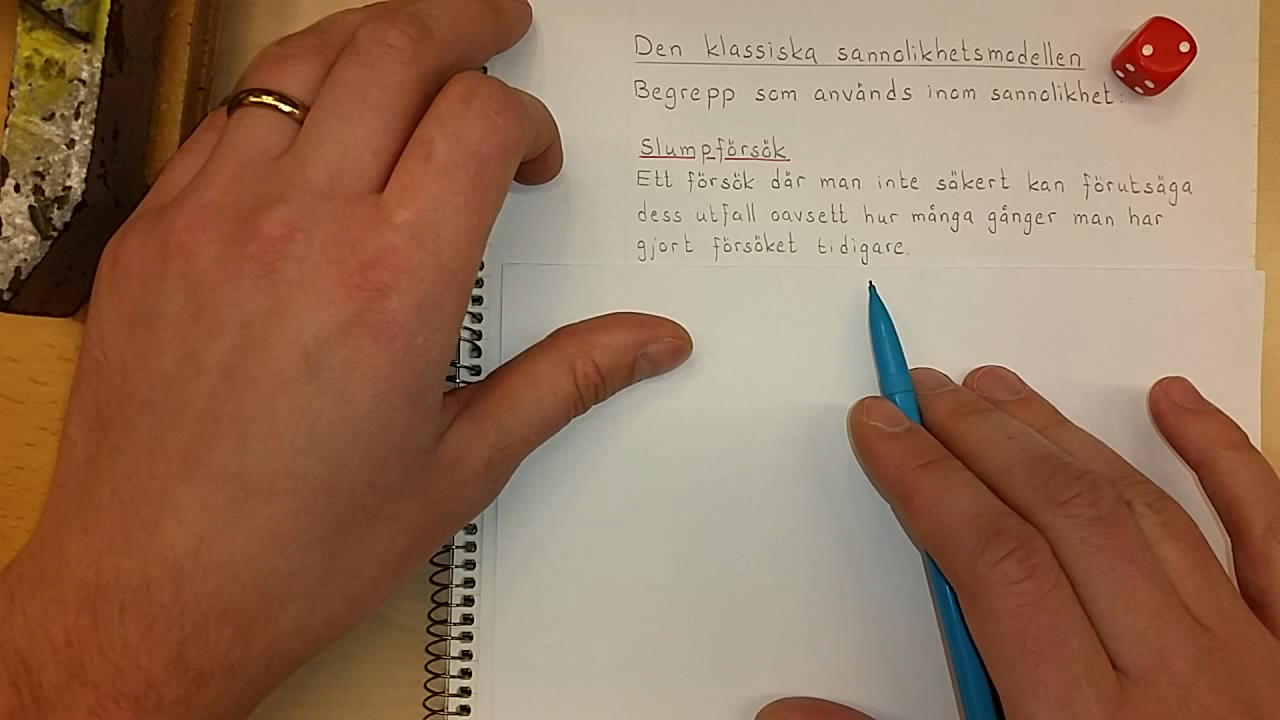 Den klassiska sannolikhetsmodellen
Begrepp som används inom sannolikhet:
Slumpförsök
Ett försök där man inte säkert kan förutsäga
dess utfall oavsett hur många gånger man har
gjort försöket tidigare.